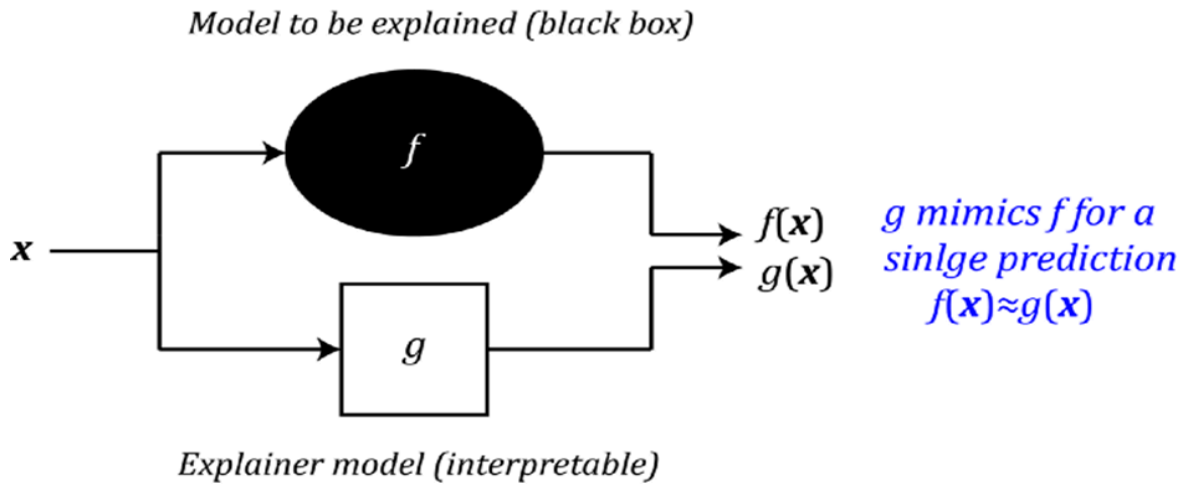 Model to be explained (black box)
f
x
f(x)
g(x)
g mimics f for a
sinlge prediction
f(x)≈g(x)
g
Explainer model (interpretable)